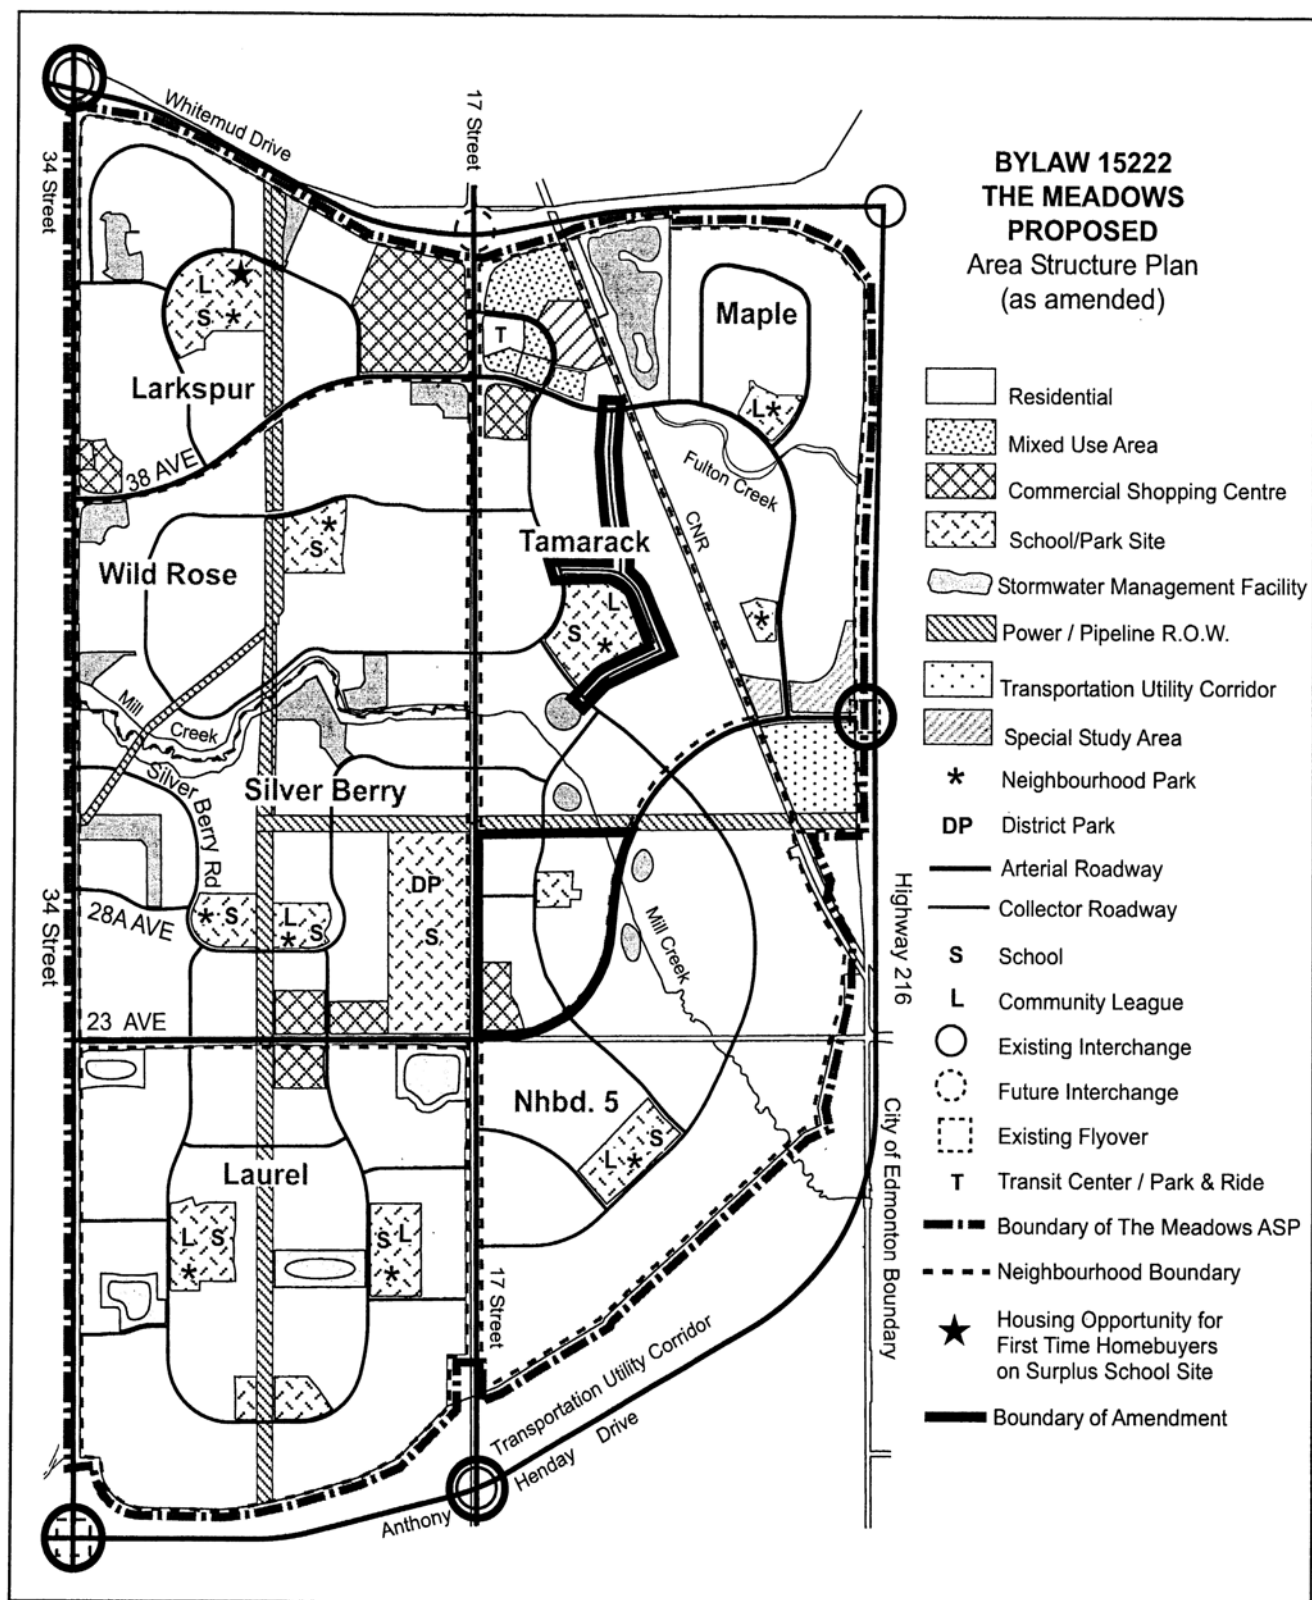 BYLAW 15222
THE MEADOWS
PROPOSED
Area Structure Plan
(as amended)
Residential
Mixed Use Area
Commercial Shopping Centre
School/Park Site
Stormwater Management Facility
Power / Pipeline R.O.W.
Transportation Utility Corridor
Special Study Area
* Neighbourhood Park
DP District Park
Arterial Roadway
Collector Roadway
S School
L Community League
Existing Interchange
Future Interchange
Existing Flyover
T Transit Center / Park & Ride
Boundary of The Meadows ASP
Neighbourhood Boundary
Housing Opportunity for
First Time Homebuyers
on Surplus School Site
Boundary of Amendment
Whitemud Drive
17 Street
34 Street
L
S
Larkspur
38 AVE
T
Maple
L
Fulton Creek
CNR
Wild Rose
S
Tamarack
L
S
Mill
Creek
Silver Berry
Silver Berry Rd
28A AVE
34 Street
S
L
S
DP
S
Mill Creek
Highway 216
23 AVE
Nhbd. 5
S
L
Laurel
L S
S L
17 Street
City of Edmonton Boundary
Transportation Utility Corridor
Anthony Henday Drive